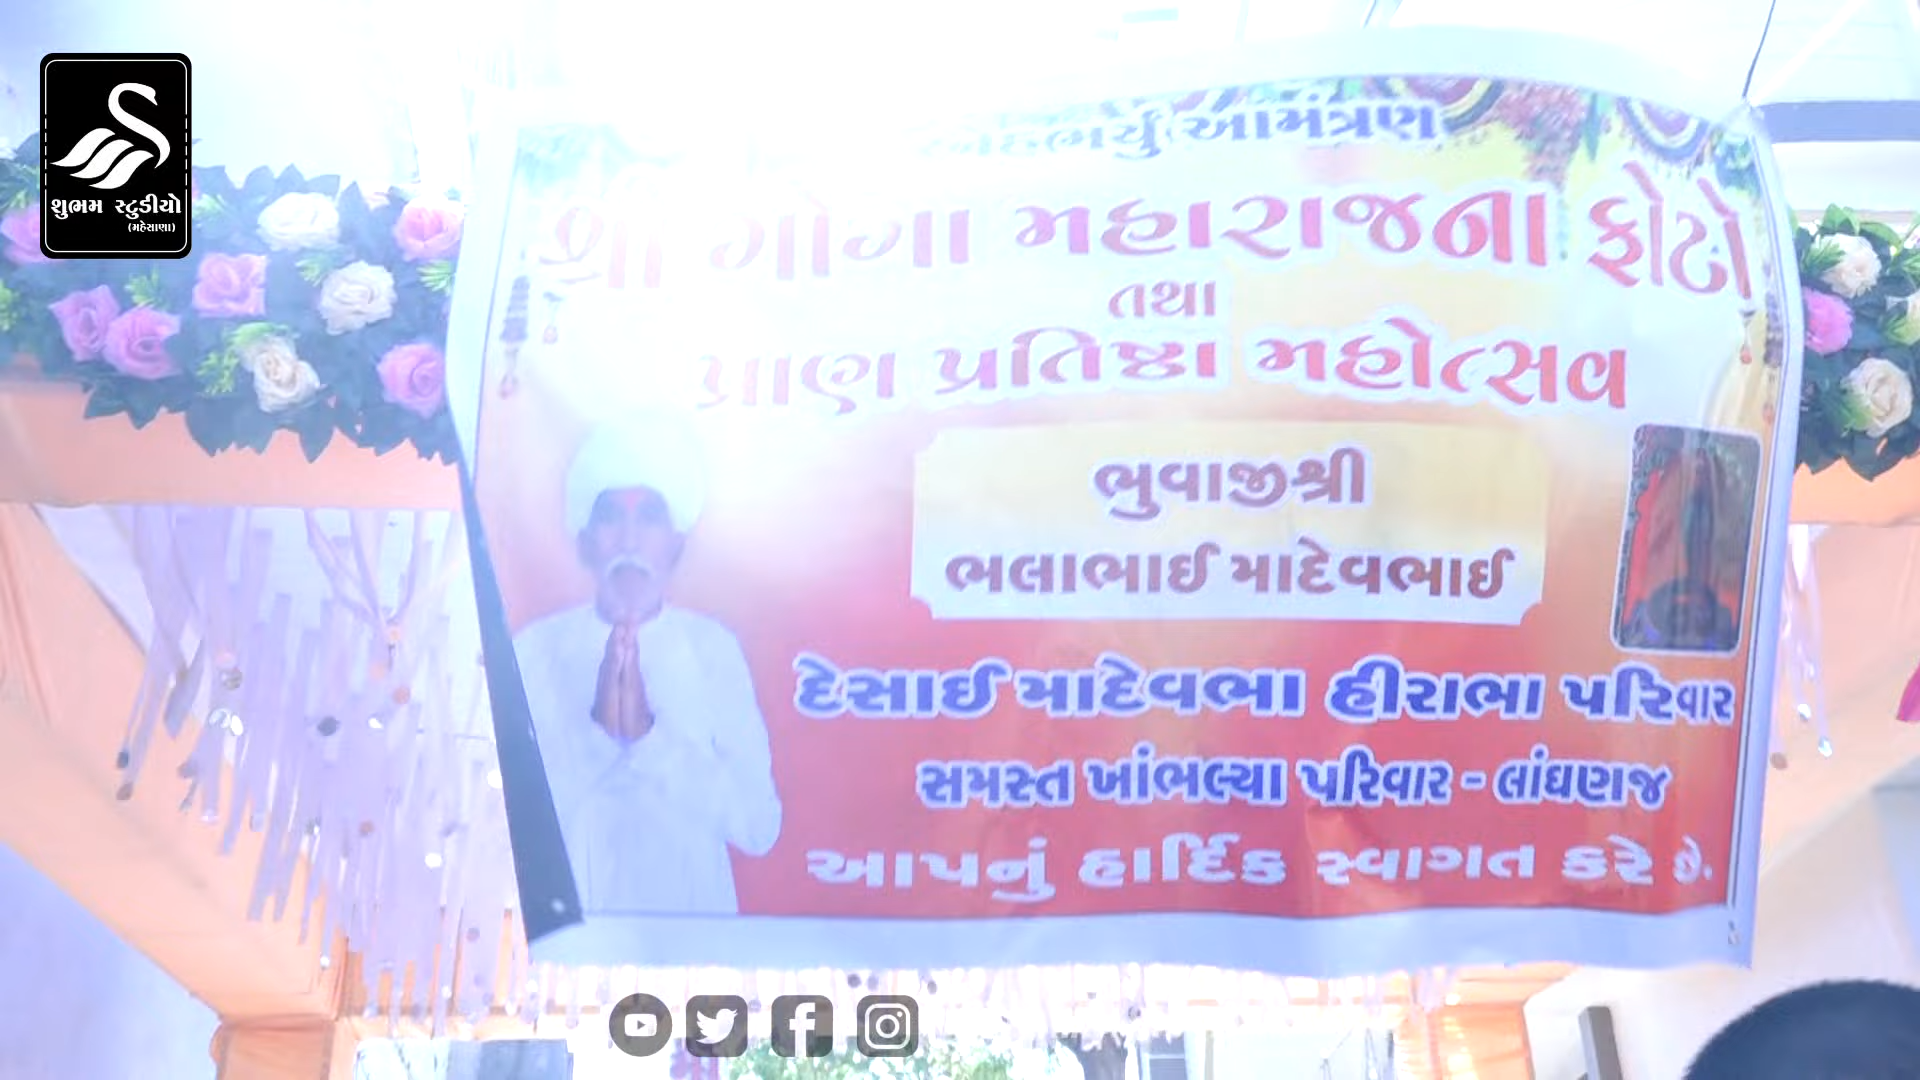 શુભમ સ્ટુડીયો
(મહેસાણા)
આમંત્રણ
શ્રી ગોગા મહારાજના ફોટો
તથા
પ્રાણ પ્રતિષ્ઠા મહોત્સવ
ભુવાજીશ્રી
ભલાભાઈ માદેવભાઈ
દેસાઈ માદેવભા હીરાભા પરિવાર
સમસ્ત ખાંભલ્યા પરિવાર - લાંઘણજ
આપનું હાર્દિક સ્વાગત કરે છે.